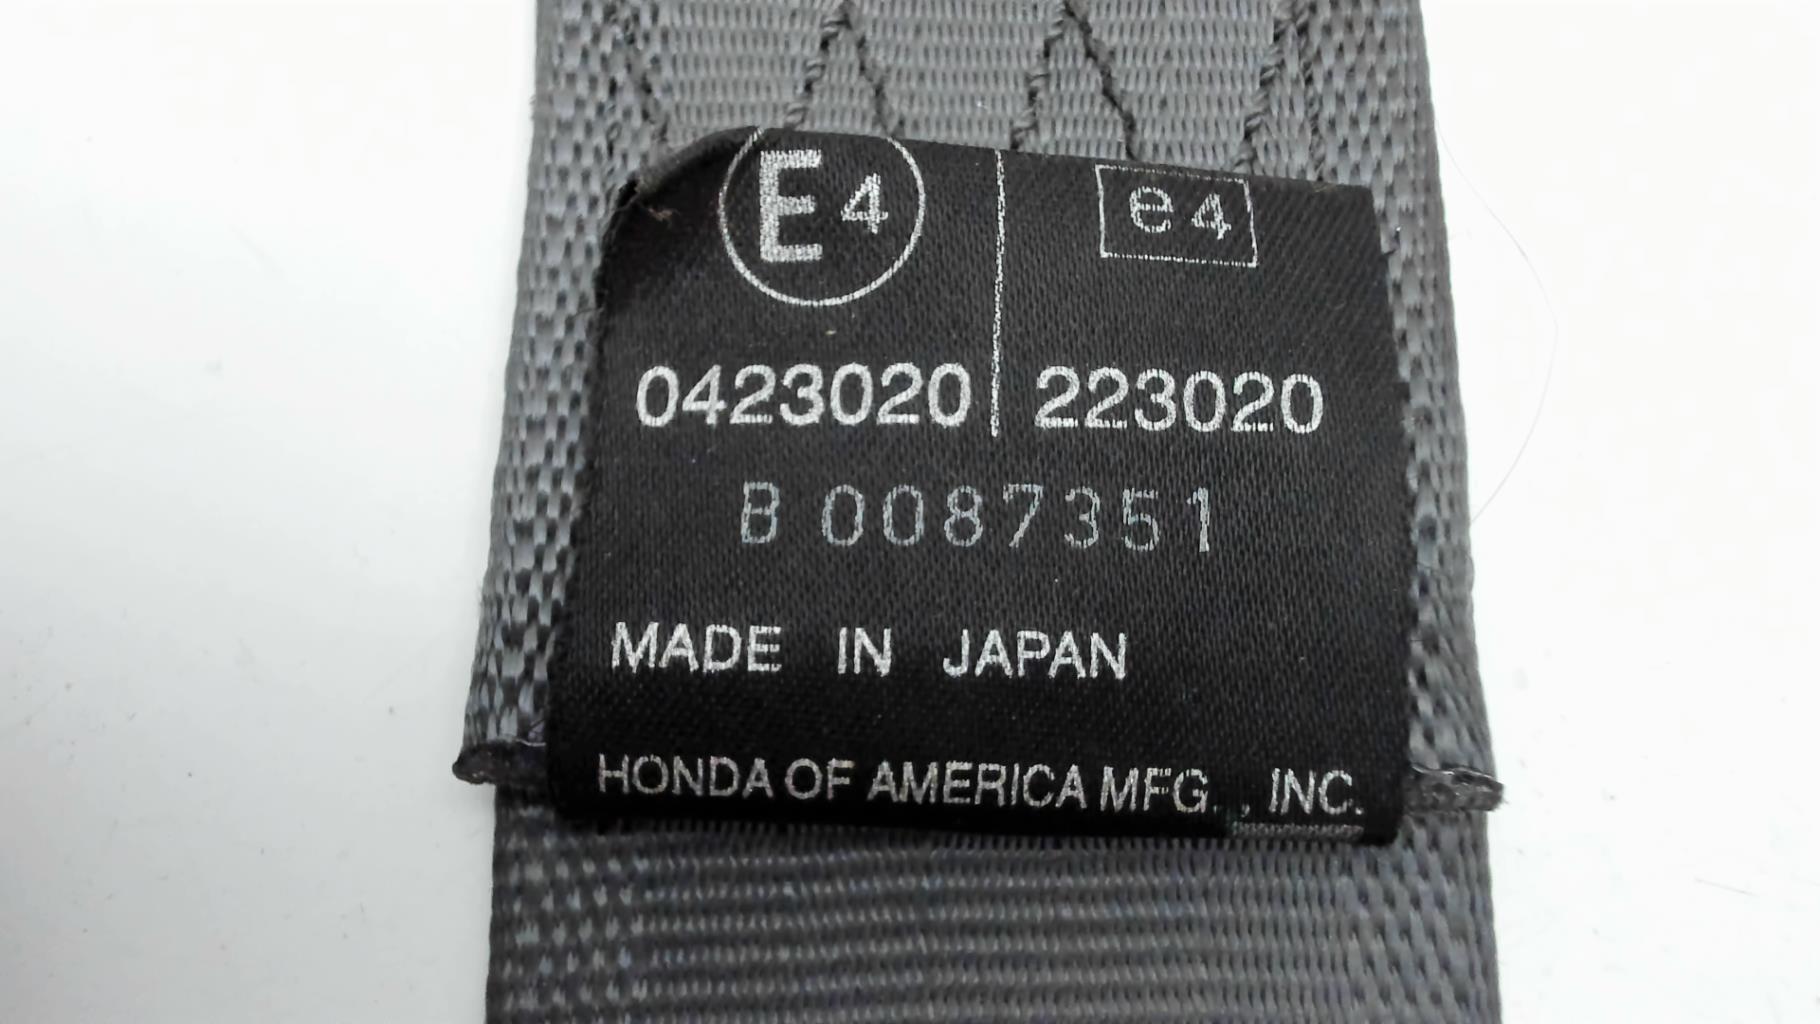 E4 e4
0423020 223020
B 0087351
MADE IN JAPAN
HONDA OF AMERICA MFG., INC.